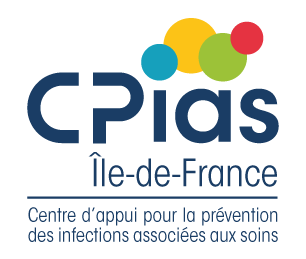 CPias
Île-de-France
Centre d'appui pour la prévention
des infections associées aux soins